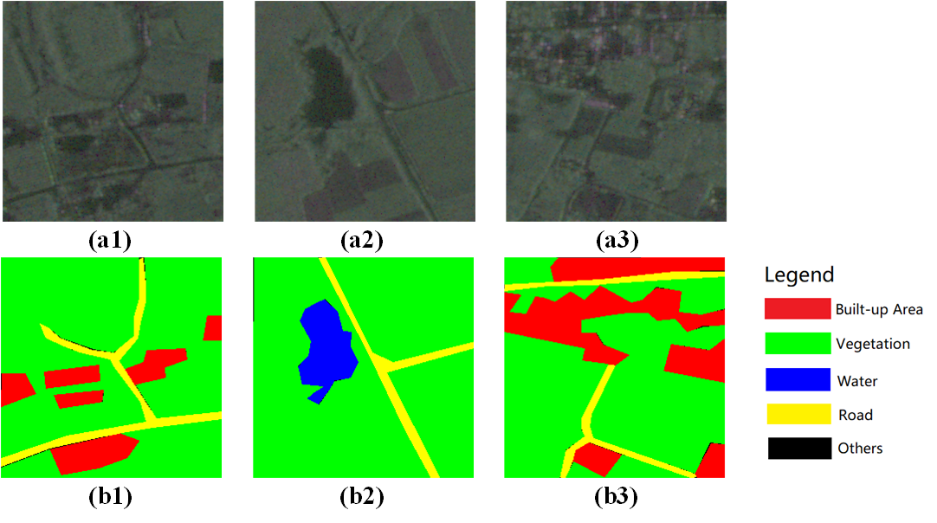 (a1) (a2) (a3)
Legend
Built-up Area
Vegetation
Water
Road
Others
(b1) (b2) (b3)